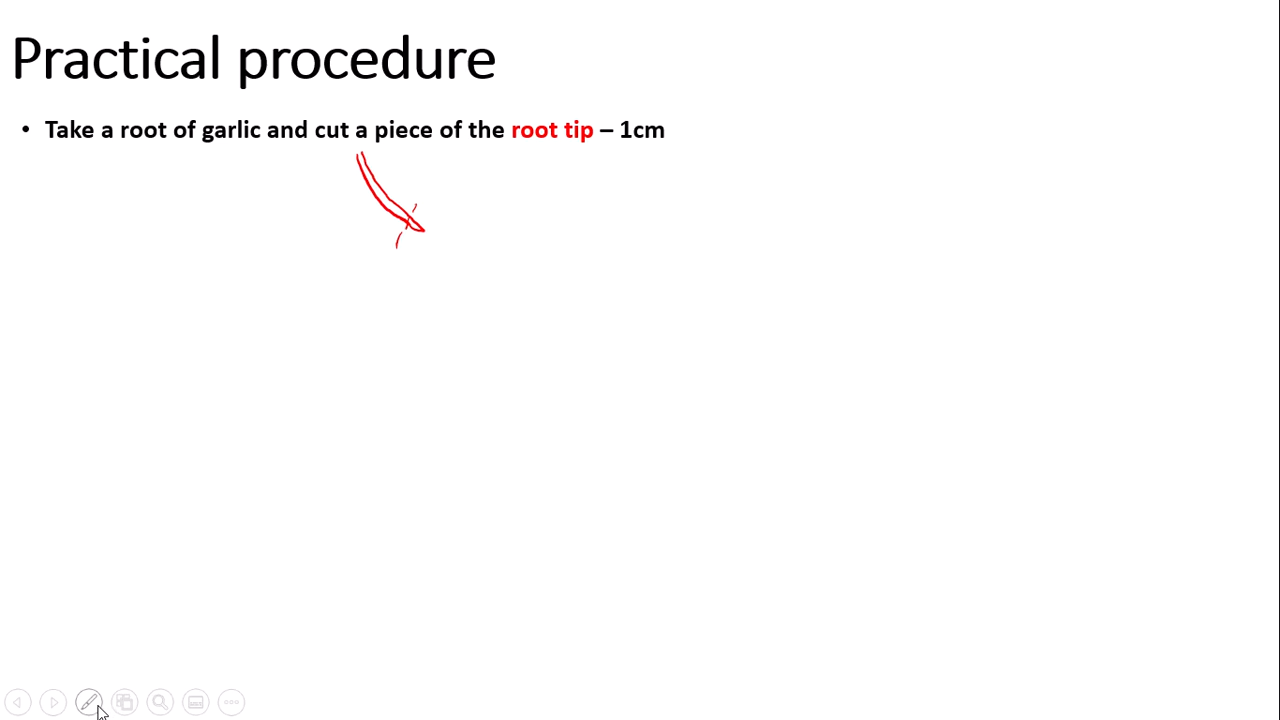 Practical procedure
• Take a root of garlic and cut a piece of the root tip – 1cm